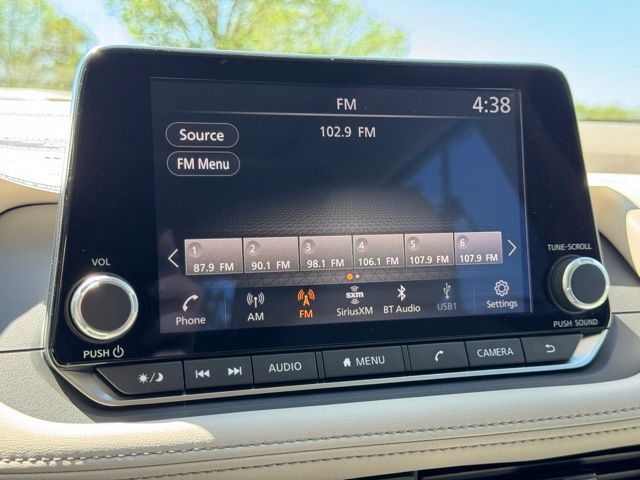 FM 4:38
Source 102.9 FM
FM Menu
1 2 3 4 5 6
87.9 FM 90.1 FM 98.1 FM 106.1 FM 107.9 FM 107.9 FM
VOL TUNE-SCROLL
Phone AM FM sxm SiriusXM BT Audio USB1 Settings
PUSH PUSH SOUND
AUDIO MENU CAMERA